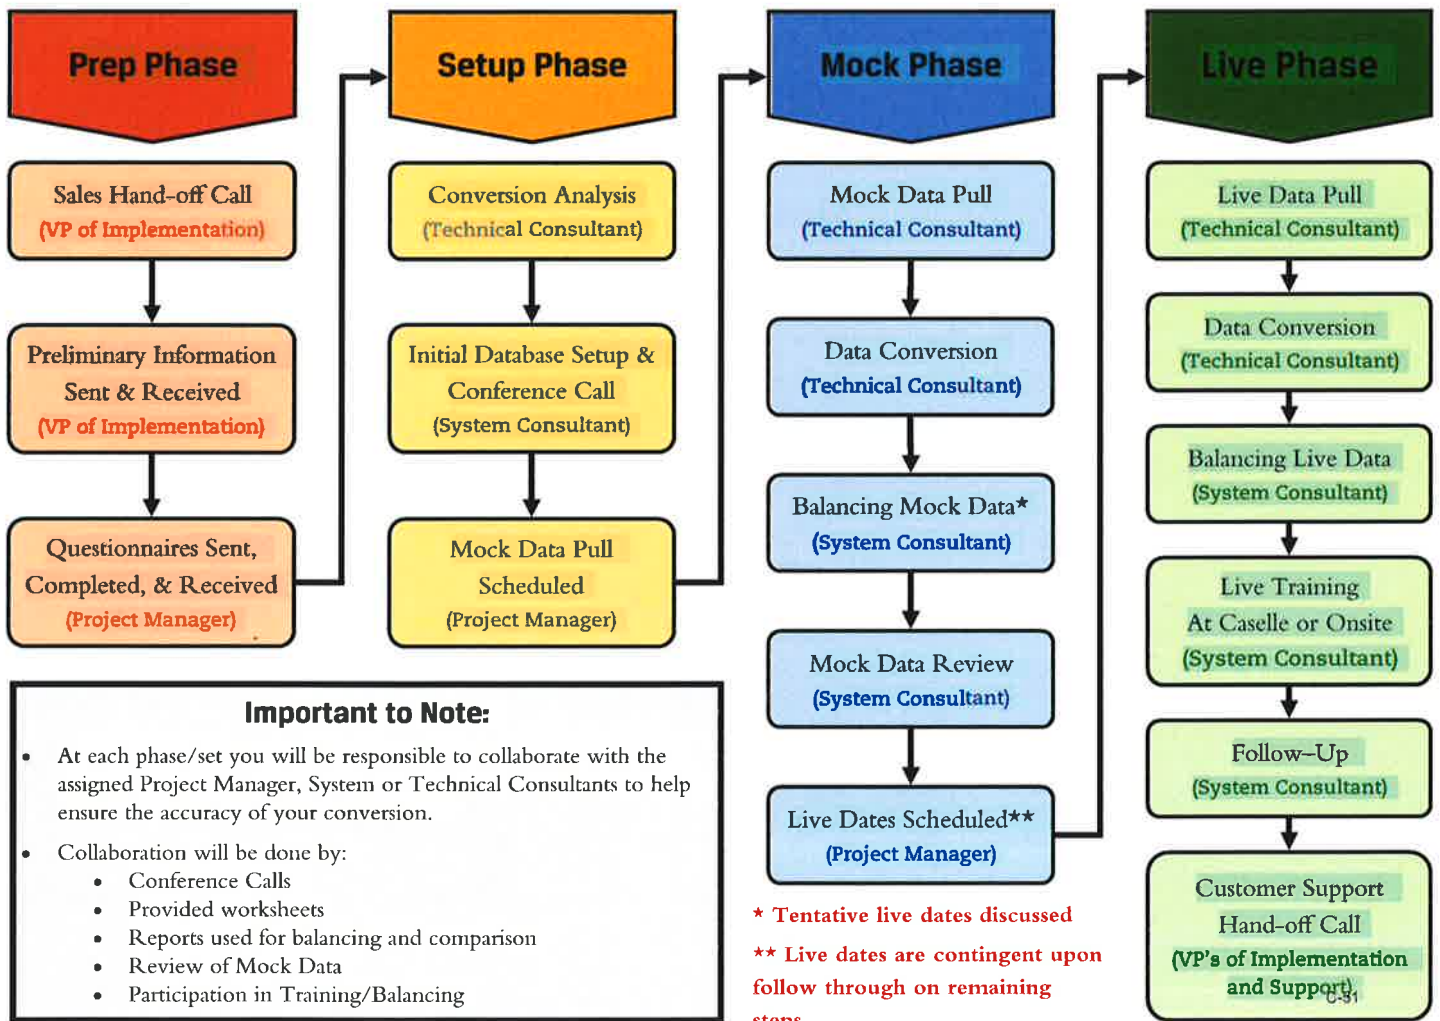 Prep Phase
Sales Hand-off Call
(VP of Implementation)
Preliminary Information
Sent & Received
(VP of Implementation)
Questionnaires Sent,
Completed, & Received
(Project Manager)
Setup Phase
Conversion Analysis
(Technical Consultant)
Initial Database Setup &
Conference Call
(System Consultant)
Mock Data Pull
Scheduled
(Project Manager)
Mock Phase
Mock Data Pull
(Technical Consultant)
Data Conversion
(Technical Consultant)
Balancing Mock Data★
(System Consultant)
Mock Data Review
(System Consultant)
Live Dates Scheduled★★
(Project Manager)
★ Tentative live dates discussed
★★ Live dates are contingent upon
follow through on remaining
steps
Live Phase
Live Data Pull
(Technical Consultant)
Data Conversion
(Technical Consultant)
Balancing Live Data
(System Consultant)
Live Training
At Caselle or Onsite
(System Consultant)
Follow-Up
(System Consultant)
Customer Support
Hand-off Call
(VP's of Implementation
and Support)
C-31
Important to Note:
• At each phase/set you will be responsible to collaborate with the
assigned Project Manager, System or Technical Consultants to help
ensure the accuracy of your conversion.
• Collaboration will be done by:
• Conference Calls
• Provided worksheets
• Reports used for balancing and comparison
• Review of Mock Data
• Participation in Training/Balancing